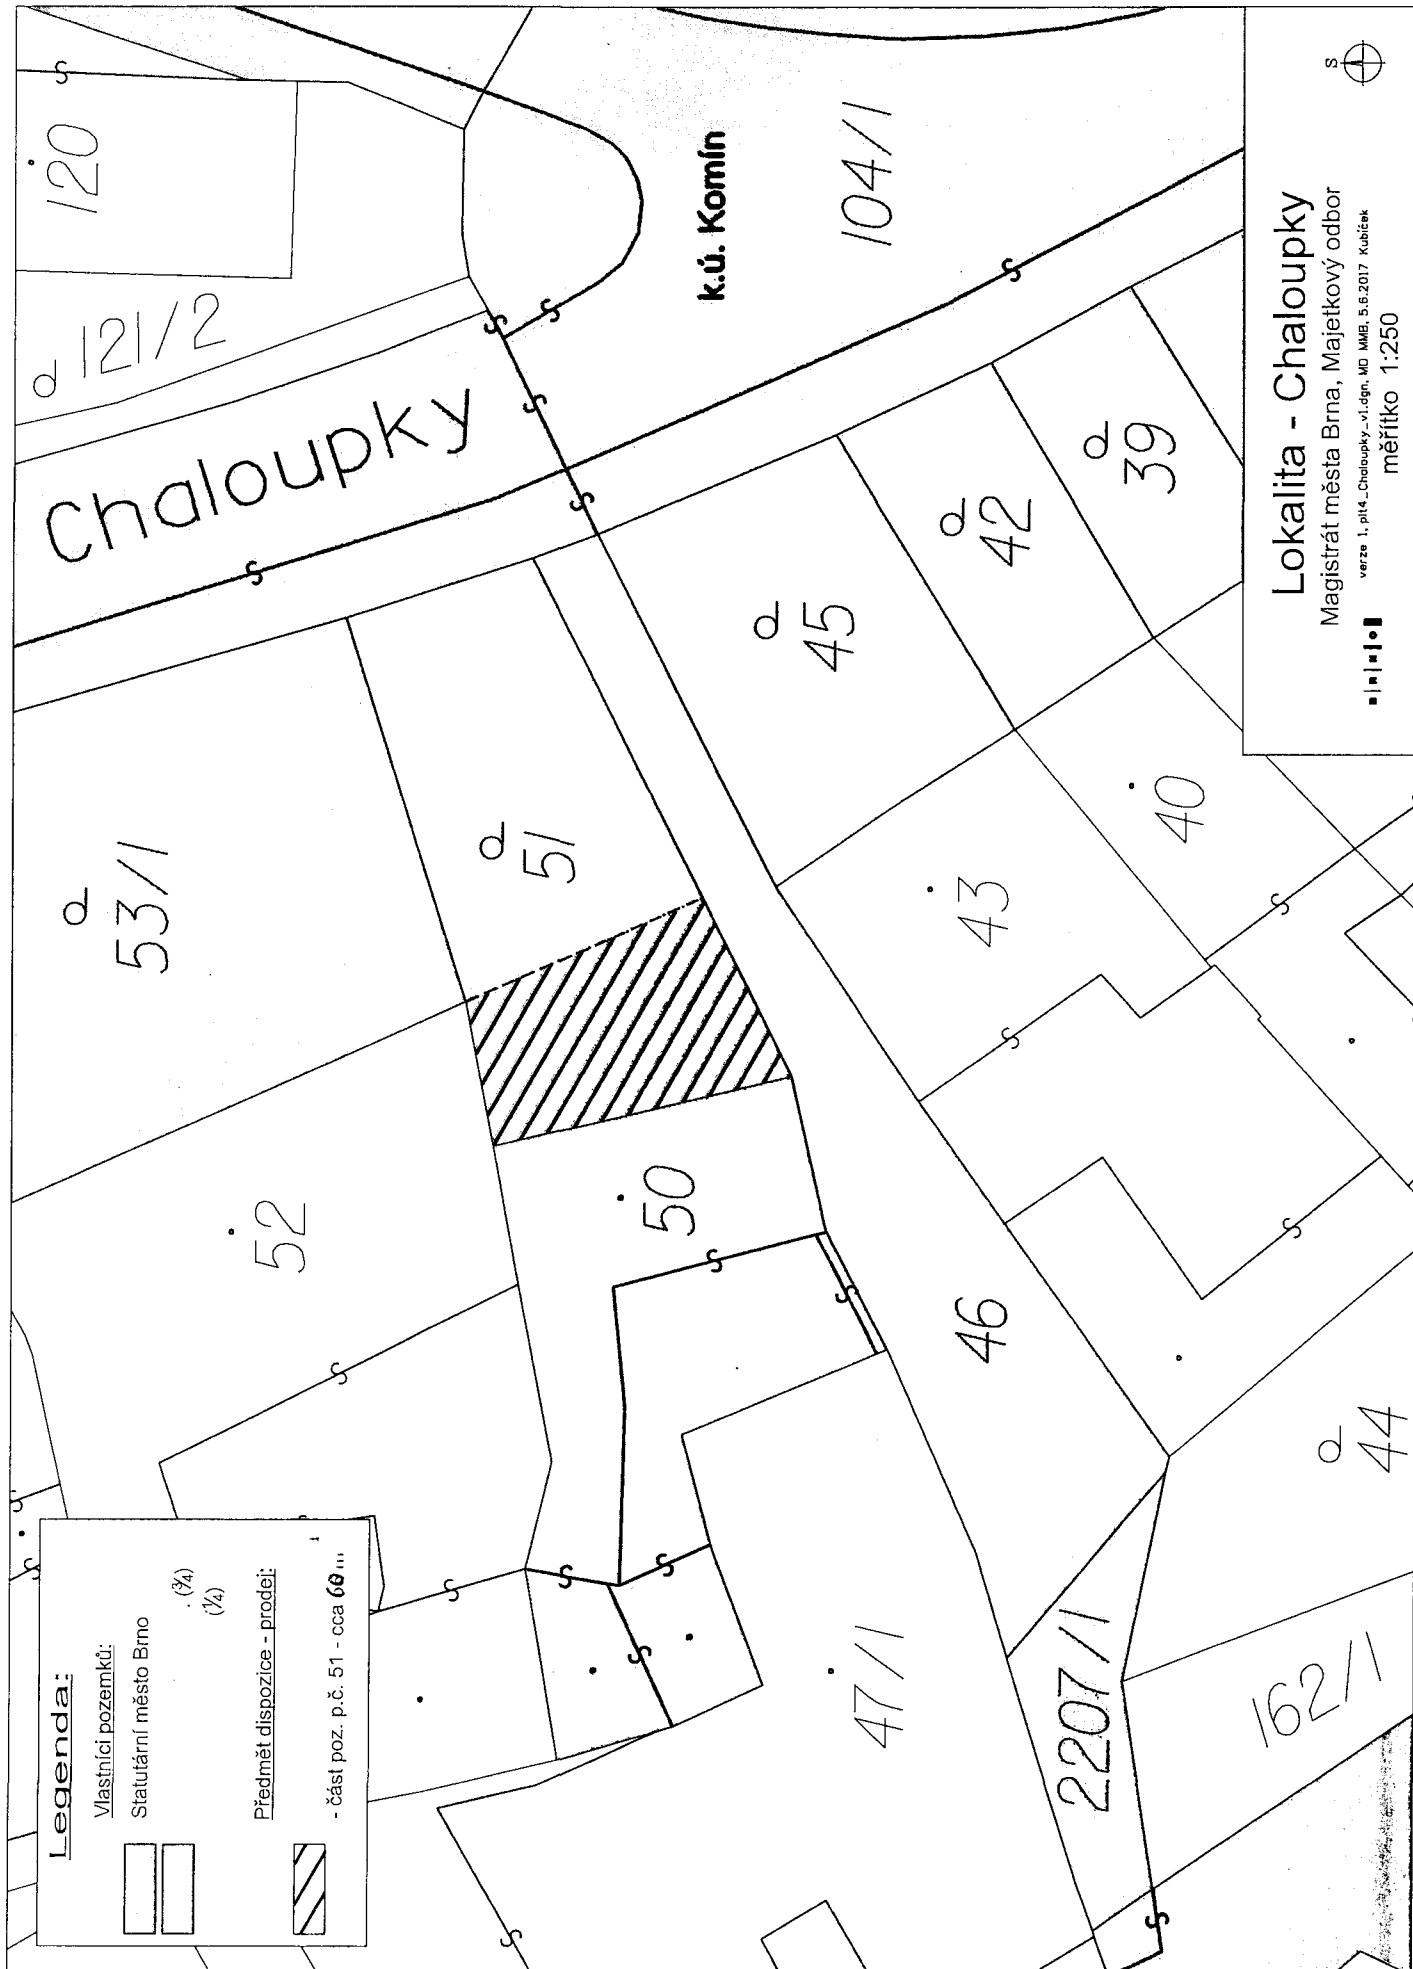 Legenda:
Vlastníci pozemků:
Statutární město Brno
(3/4)
(1/4)
Předmět dispozice - prodej:
- část poz. p.č. 51 - cca 60 m
120
121/2
Chaloupky
k.ú. Komín
104/1
53/1
51
45
42
39
52
50
43
40
46
47/1
44
2207/1
162/1
S
Lokalita - Chaloupky
Magistrát města Brna, Majetkový odbor
verze 1, plt4_Chaloupky_v1.dgn, MO MMB, 5.6.2017 Kubíček
měřítko 1:250